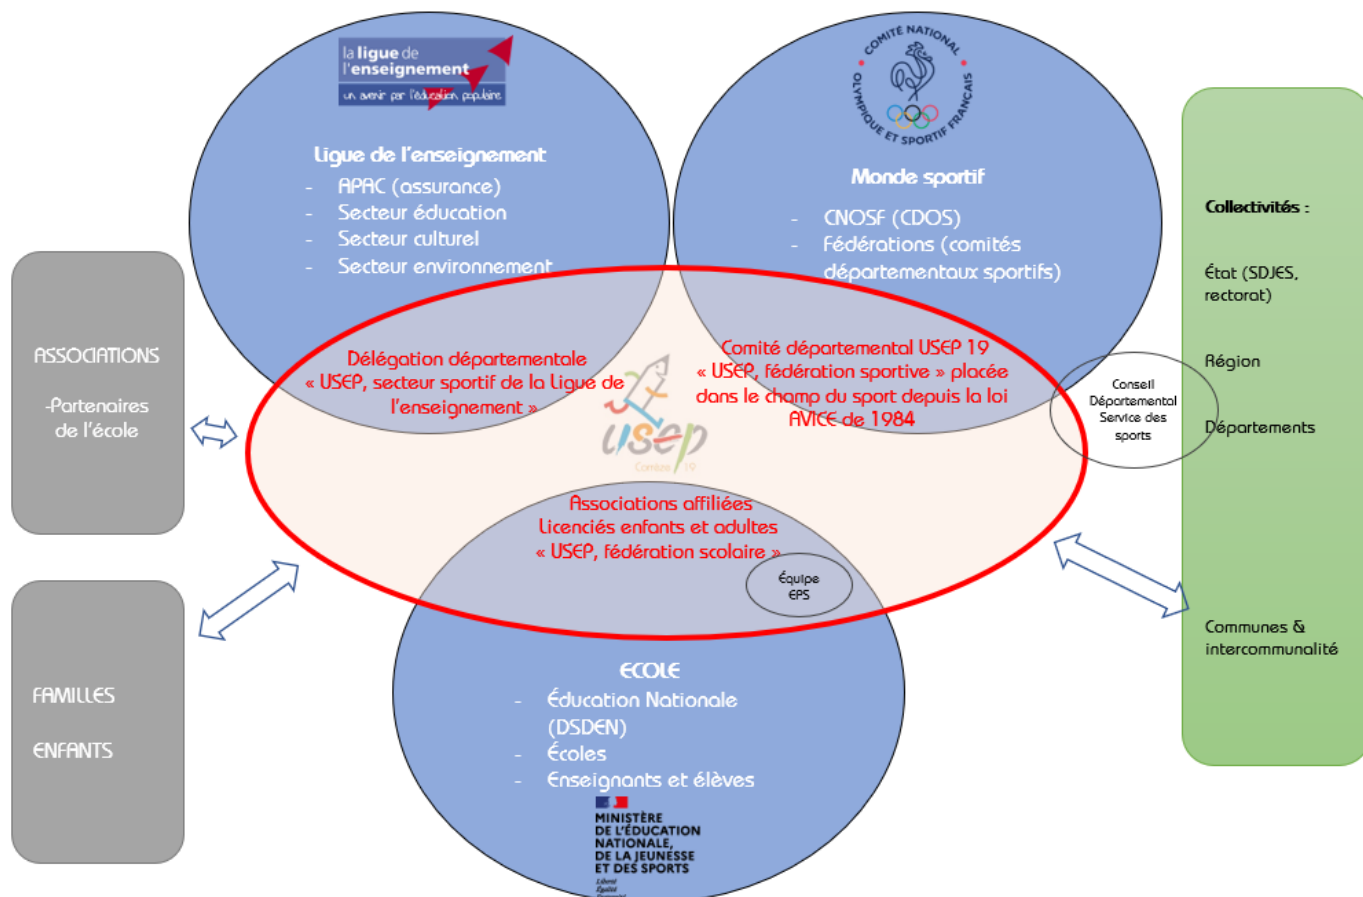 la ligue de
l'enseignement
un avenir par l'éducation populaire
Ligue de l'enseignement
- APAC (assurance)
- Secteur éducation
- Secteur culturel
- Secteur environnement
COMITÉ NATIONAL
OLYMPIQUE ET SPORTIF FRANÇAIS
Monde sportif
- CNOSF (CDOS)
- Fédérations (comités
départementaux sportifs)
Collectivités :
État (SDJES,
rectorat)
Région
Départements
Communes &
intercommunalité
Conseil
Départemental
Service des
sports
ASSOCIATIONS
-Partenaires
de l'école
FAMILLES
ENFANTS
Délégation départementale
« USEP, secteur sportif de la Ligue de
l'enseignement »
Comité départemental USEP 19
« USEP, fédération sportive » placée
dans le champ du sport depuis la loi
AVICE de 1984
usep
Corrèze 19
Associations affiliées
Licenciés enfants et adultes
« USEP, fédération scolaire »
Équipe
EPS
ECOLE
- Éducation Nationale
(DSDEN)
- Écoles
- Enseignants et élèves
MINISTÈRE
DE L'ÉDUCATION
NATIONALE,
DE LA JEUNESSE
ET DES SPORTS
Liberté
Égalité